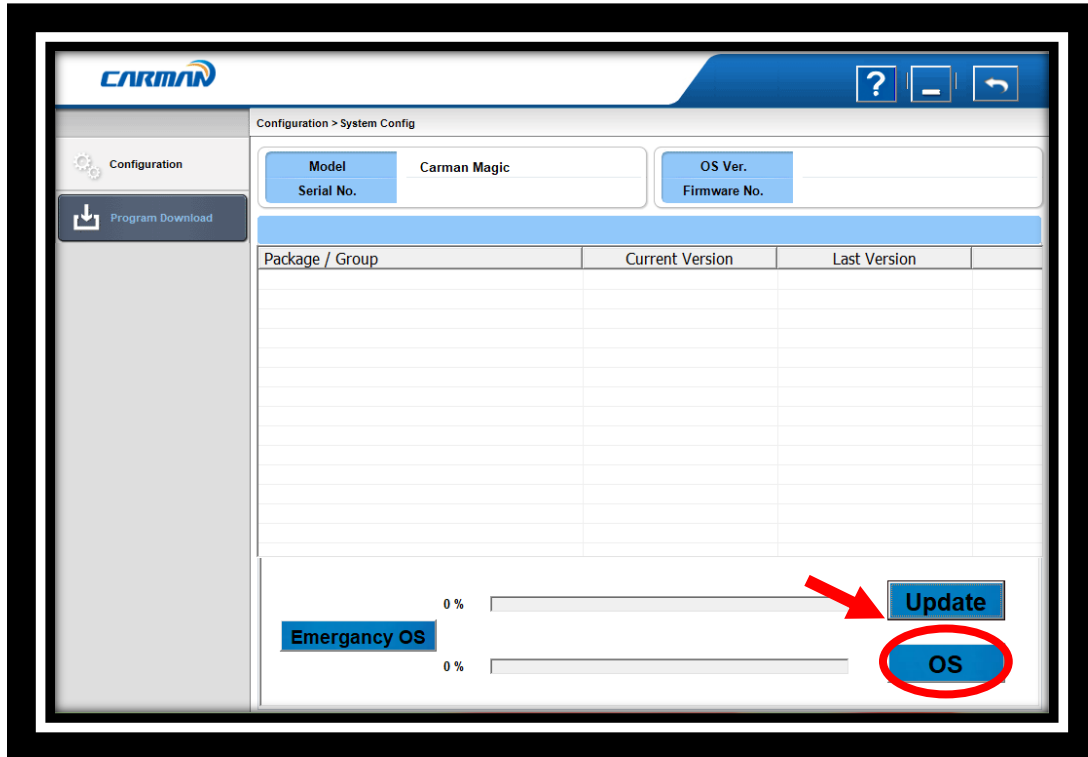 CARMAN
?
Configuration > System Config
Configuration
Program Download
Model Carman Magic
Serial No.
OS Ver.
Firmware No.
Package / Group Current Version Last Version
0 %
Update
Emergancy OS
0 %
OS